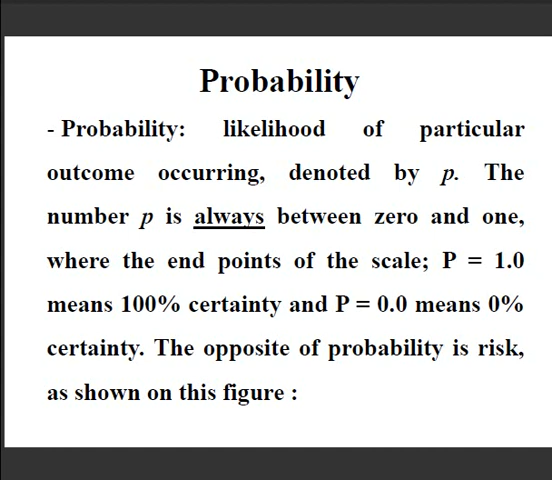 Probability
- Probability: likelihood of particular
outcome occurring, denoted by p. The
number p is always between zero and one,
where the end points of the scale; P = 1.0
means 100% certainty and P = 0.0 means 0%
certainty. The opposite of probability is risk,
as shown on this figure :